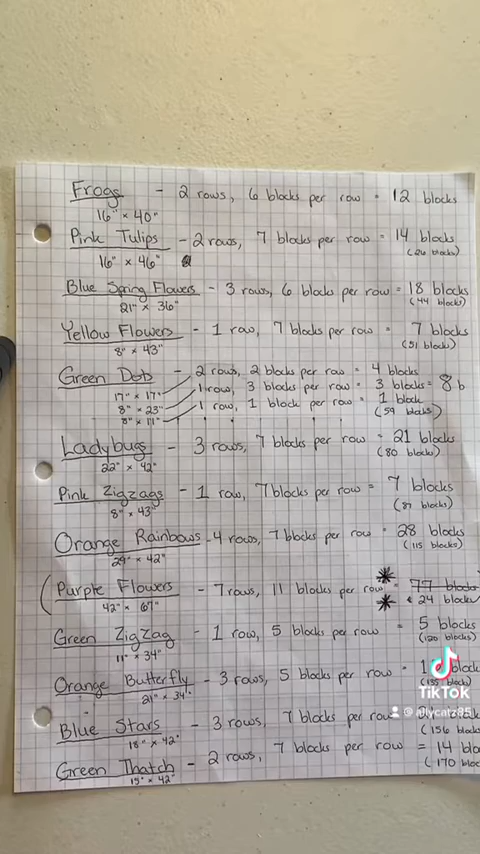 Frogs - 2 rows, 6 blocks per row = 12 blocks
16" x 40"
Pink Tulips - 2 rows, 7 blocks per row = 14 blocks
16" x 46" (26 blocks)
Blue Spring Flowers - 3 rows, 6 blocks per row = 18 blocks
21" x 36" (44 blocks)
Yellow Flowers - 1 row, 7 blocks per row = 7 blocks
8" x 43" (51 blocks)
Green Dots - 2 rows, 2 blocks per row = 4 blocks
17" x 17" 1 row, 3 blocks per row = 3 blocks = 8 b
8" x 23" 1 row, 1 block per row = 1 block
8" x 11" (59 blocks)
Ladybugs - 3 rows, 7 blocks per row = 21 blocks
22" x 42" (80 blocks)
Pink Zigzags - 1 row, 7 blocks per row = 7 blocks
8" x 43" (87 blocks)
Orange Rainbows - 4 rows, 7 blocks per row = 28 blocks
29" x 42" (115 blocks)
(Purple Flowers - 7 rows, 11 blocks per row = 77 blocks
42" x 67" 24 blocks
Green ZigZag - 1 row, 5 blocks per row = 5 blocks
11" x 34" (120 blocks)
Orange Butterfly - 3 rows, 5 blocks per row = 1 block
21" x 34" (135 block)
TikTok
@allycatz85
Blue Stars - 3 rows, 7 blocks per row
18" x 42" (156 blocks
Green Thatch - 2 rows, 7 blocks per row = 14 blo
15" x 42" (170 bloc